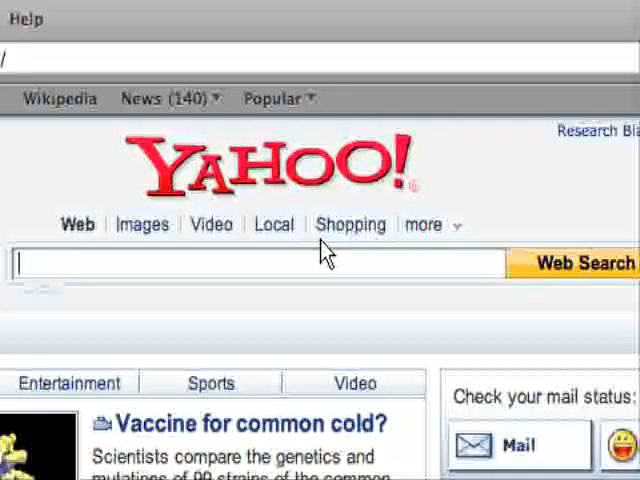 Help
/
Wikipedia News (140) Popular
Research Bla
YAHOO!
Web Images Video Local Shopping more
Web Search
Entertainment Sports Video
Check your mail status:
Vaccine for common cold?
Mail
Scientists compare the genetics and
mutations of 99 strains of the common